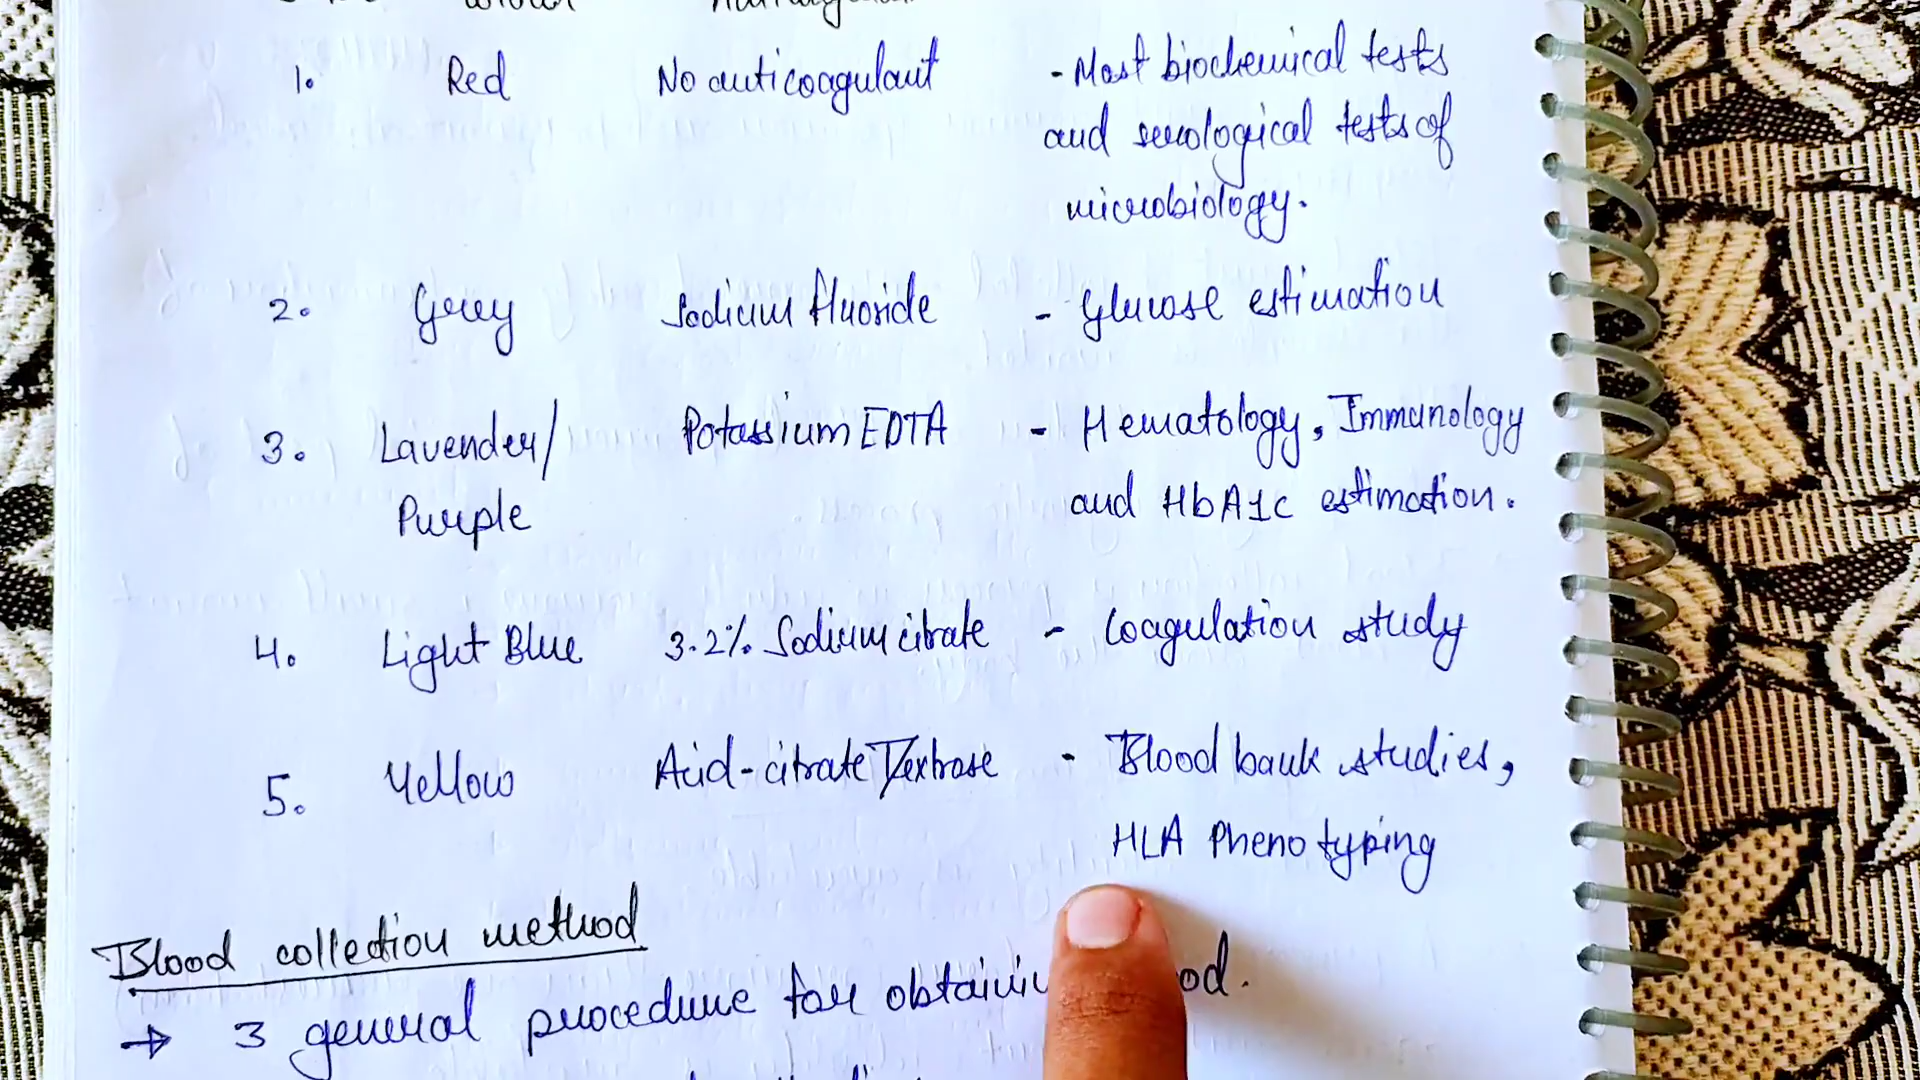 1. Red No anticoagulant - Most biochemical tests
and serological tests of
microbiology.
2. Grey Sodium fluoride - Glucose estimation
3. Lavender/ Potassium EDTA - Hematology, Immunology
Purple and HbA1c estimation.
4. Light Blue 3.2% Sodium citrate - Coagulation study
5. Yellow Acid-citrate Dextrose - Blood bank studies,
HLA Phenotyping
Blood collection method
→ 3 general procedure for obtaining